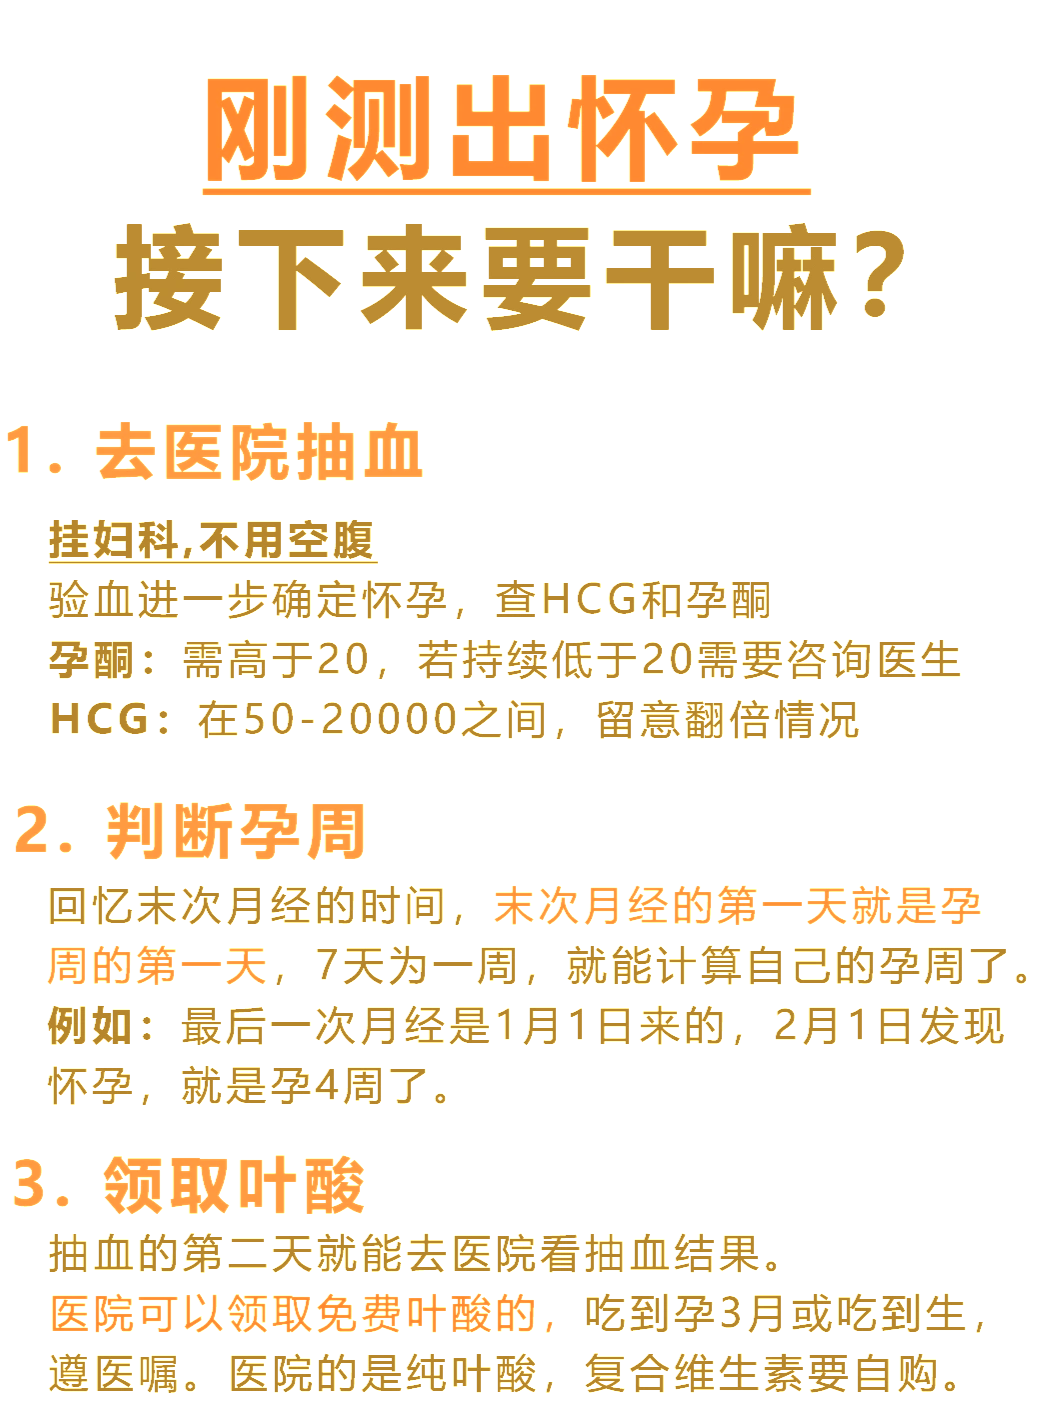 刚测出怀孕
接下来要干嘛？
1. 去医院抽血
挂妇科,不用空腹
验血进一步确定怀孕，查HCG和孕酮
孕酮：需高于20，若持续低于20需要咨询医生
HCG：在50-20000之间，留意翻倍情况
2. 判断孕周
回忆末次月经的时间，末次月经的第一天就是孕
周的第一天，7天为一周，就能计算自己的孕周了。
例如：最后一次月经是1月1日来的，2月1日发现
怀孕，就是孕4周了。
3. 领取叶酸
抽血的第二天就能去医院看抽血结果。
医院可以领取免费叶酸的，吃到孕3月或吃到生，
遵医嘱。医院的是纯叶酸，复合维生素要自购。